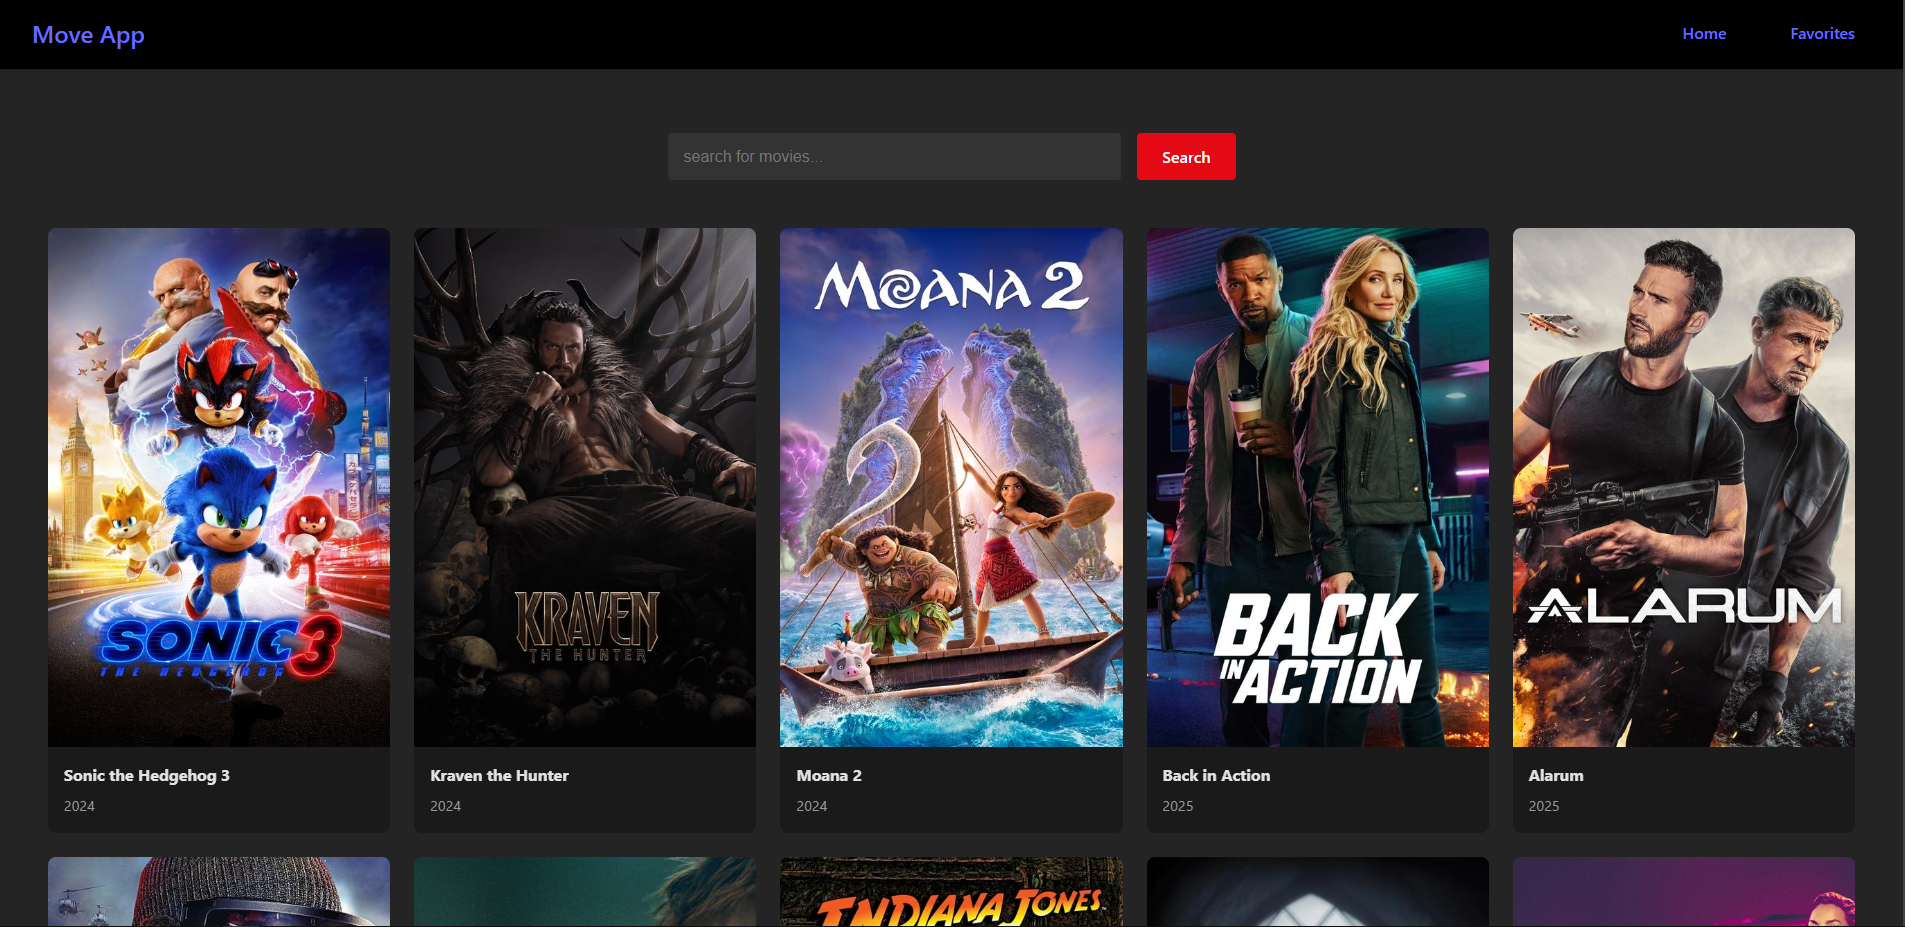 Move App
Home
Favorites
search for movies...
Search
SONIC 3
THE HEDGEHOG
KRAVEN
THE HUNTER
MOANA 2
BACK
IN ACTION
ALARUM
Sonic the Hedgehog 3
2024
Kraven the Hunter
2024
Moana 2
2024
Back in Action
2025
Alarum
2025
INDIANA JONES